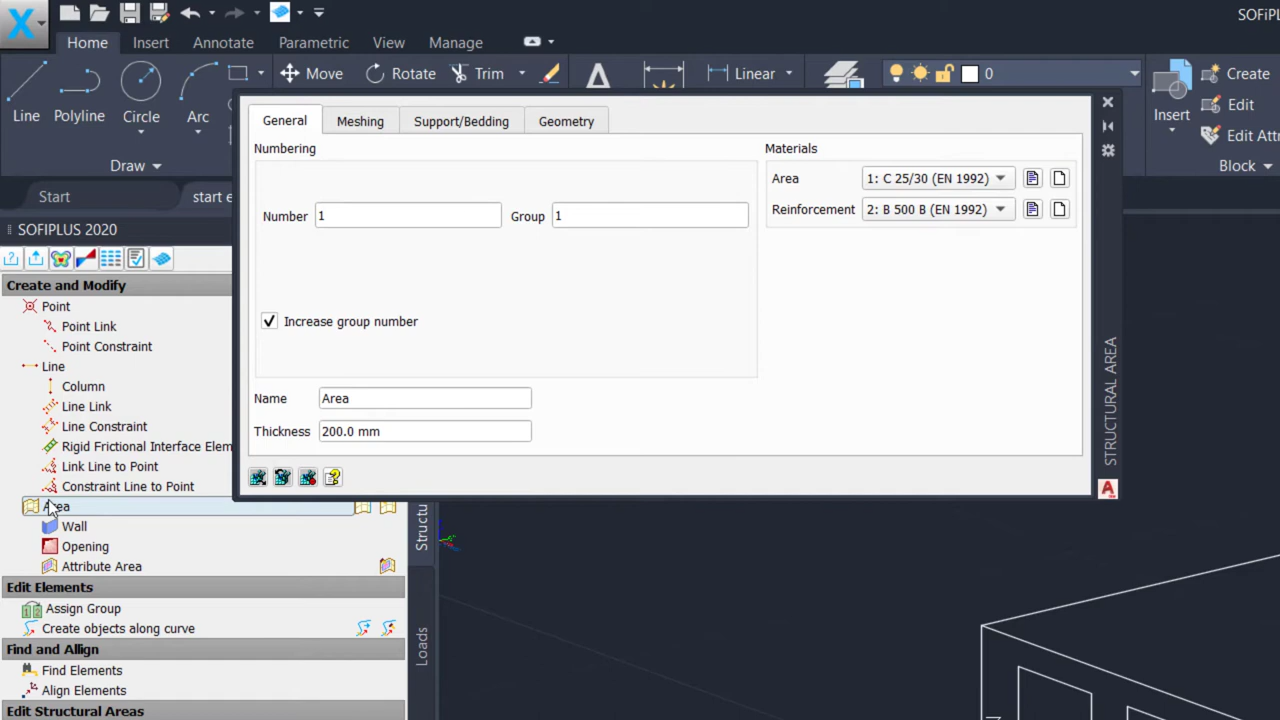 X
SOFiPLUS
Home Insert Annotate Parametric View Manage
Line Polyline Circle Arc Move Rotate Trim A Linear 0 Insert Create
Edit
Edit Attr
Draw Block
Start start e
SOFIPLUS 2020
General Meshing Support/Bedding Geometry
Numbering Materials
Area 1: C 25/30 (EN 1992)
Number 1 Group 1 Reinforcement 2: B 500 B (EN 1992)
Increase group number
Name Area
Thickness 200.0 mm
STRUCTURAL AREA
Create and Modify
Point
Point Link
Point Constraint
Line
Column
Line Link
Line Constraint
Rigid Frictional Interface Elem
Link Line to Point
Constraint Line to Point
Area
Wall
Opening
Attribute Area
Edit Elements
Assign Group
Create objects along curve
Find and Allign
Find Elements
Align Elements
Edit Structural Areas
Structu
Loads